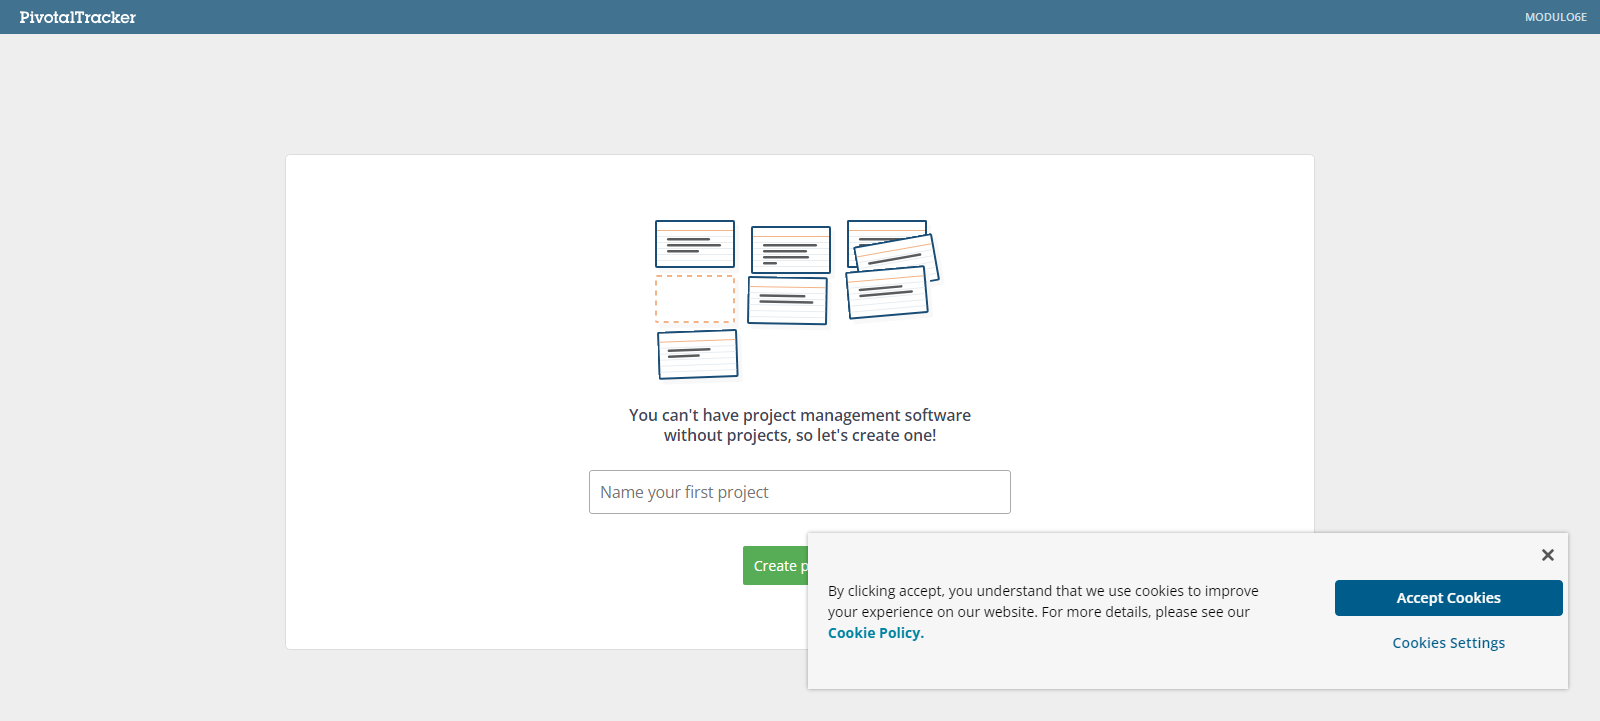 PivotalTracker
MODULO6E
You can't have project management software
without projects, so let's create one!
Name your first project
Create p
By clicking accept, you understand that we use cookies to improve
your experience on our website. For more details, please see our
Cookie Policy.
Accept Cookies
Cookies Settings